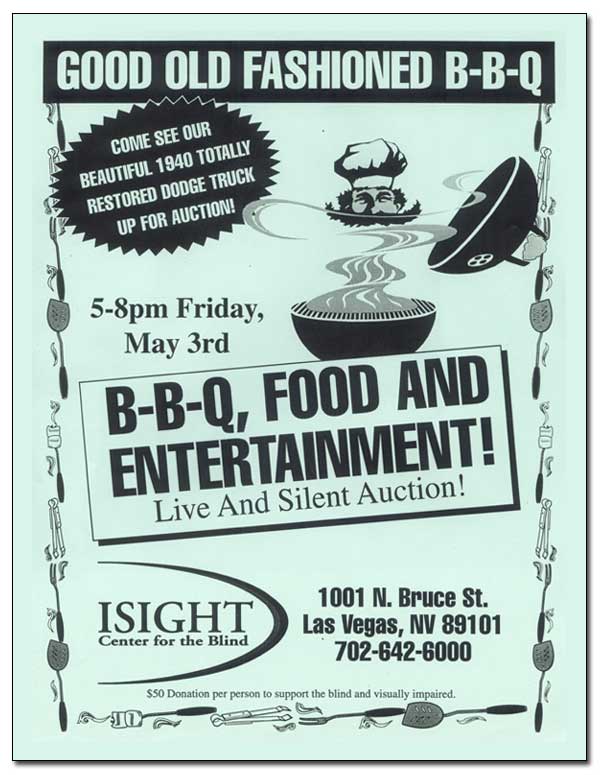 GOOD OLD FASHIONED B-B-Q
COME SEE OUR
BEAUTIFUL 1940 TOTALLY
RESTORED DODGE TRUCK
UP FOR AUCTION!
5-8pm Friday,
May 3rd
B-B-Q, FOOD AND
ENTERTAINMENT!
Live And Silent Auction!
ISIGHT
Center for the Blind
1001 N. Bruce St.
Las Vegas, NV 89101
702-642-6000
$50 Donation per person to support the blind and visually impaired.